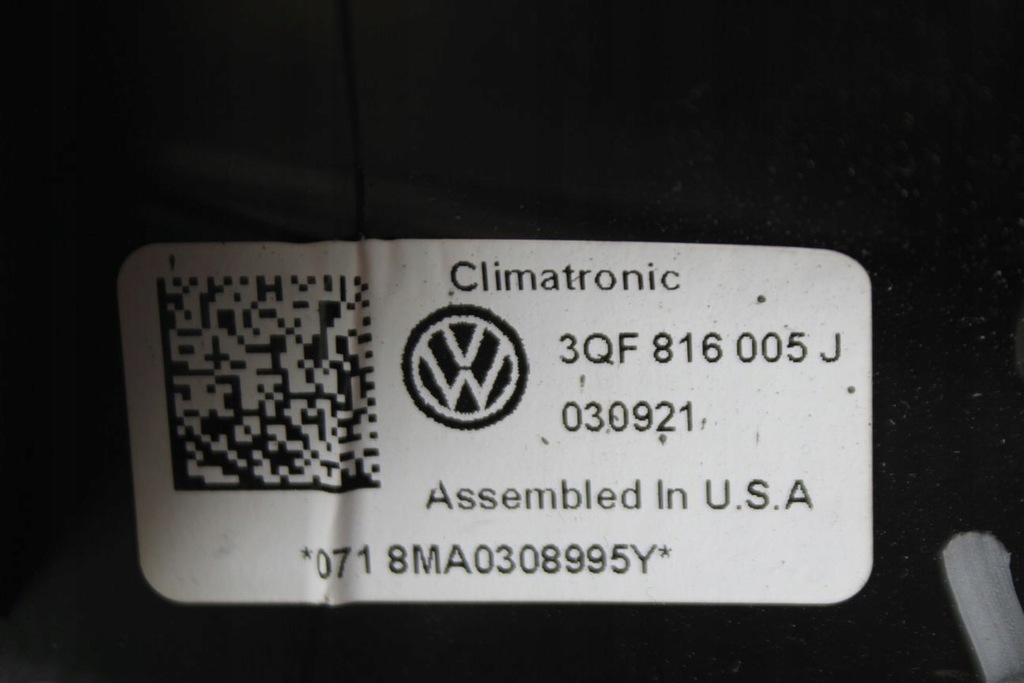 Climatronic
3QF 816 005 J
030921
Assembled In U.S.A
*071 8MA0308995Y*